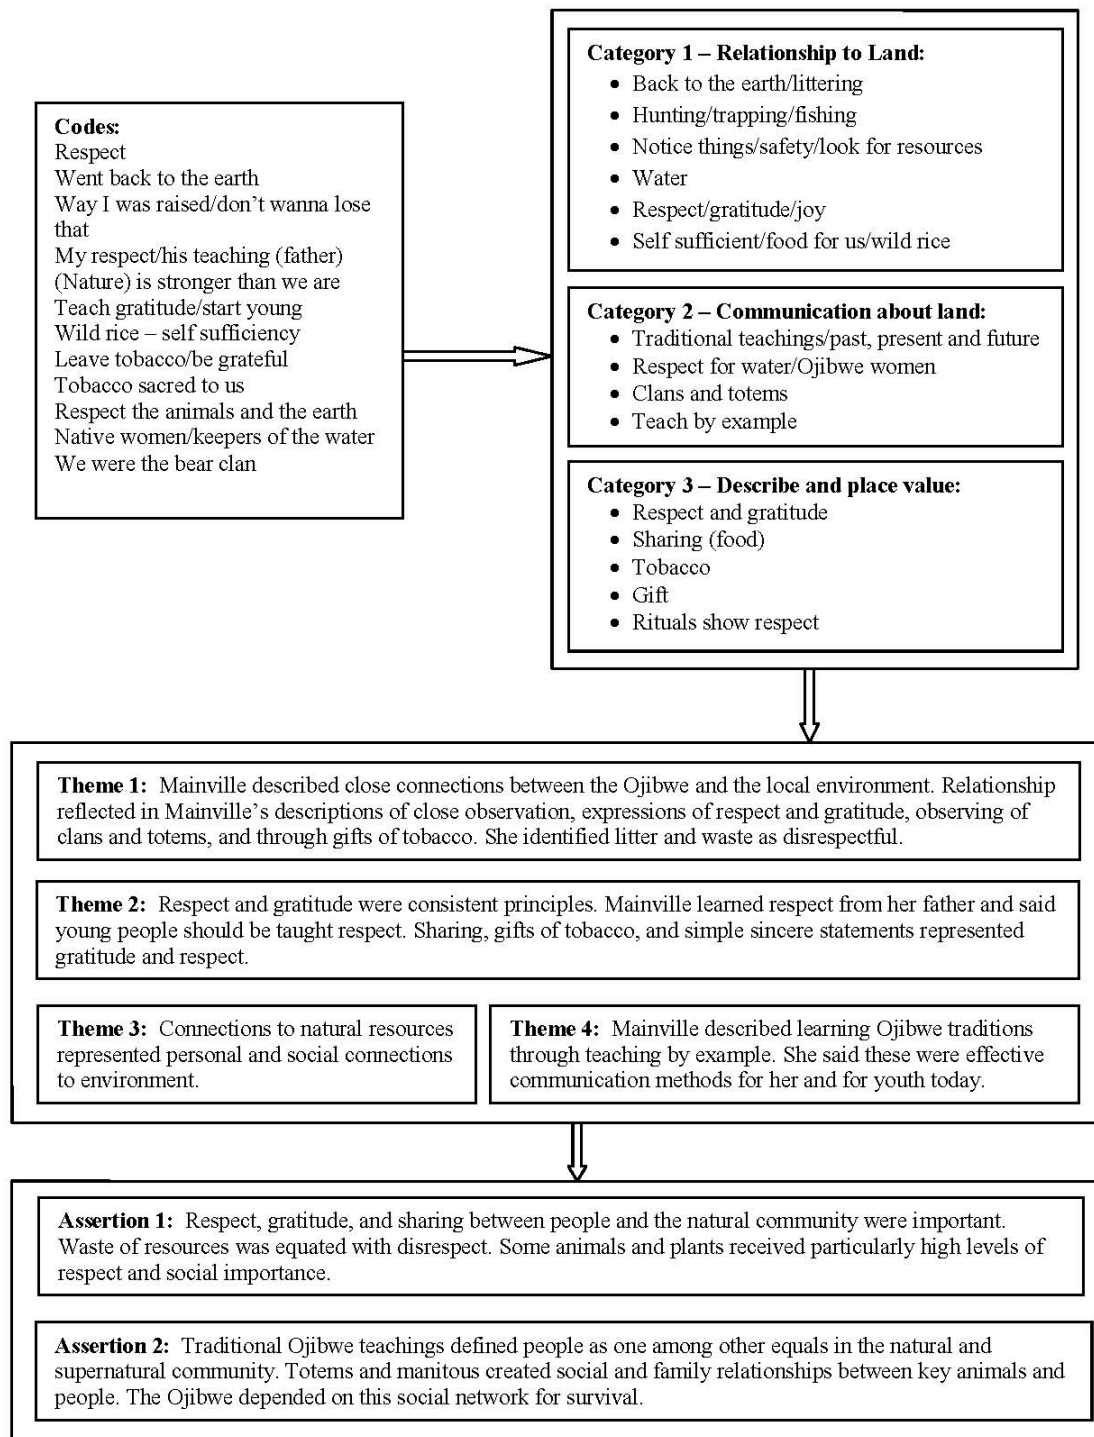 Codes:
Respect
Went back to the earth
Way I was raised/don’t wanna lose
that
My respect/his teaching (father)
(Nature) is stronger than we are
Teach gratitude/start young
Wild rice – self sufficiency
Leave tobacco/be grateful
Tobacco sacred to us
Respect the animals and the earth
Native women/keepers of the water
We were the bear clan
Category 1 – Relationship to Land:
• Back to the earth/littering
• Hunting/trapping/fishing
• Notice things/safety/look for resources
• Water
• Respect/gratitude/joy
• Self sufficient/food for us/wild rice
Category 2 – Communication about land:
• Traditional teachings/past, present and future
• Respect for water/Ojibwe women
• Clans and totems
• Teach by example
Category 3 – Describe and place value:
• Respect and gratitude
• Sharing (food)
• Tobacco
• Gift
• Rituals show respect
Theme 1: Mainville described close connections between the Ojibwe and the local environment. Relationship
reflected in Mainville’s descriptions of close observation, expressions of respect and gratitude, observing of
clans and totems, and through gifts of tobacco. She identified litter and waste as disrespectful.
Theme 2: Respect and gratitude were consistent principles. Mainville learned respect from her father and said
young people should be taught respect. Sharing, gifts of tobacco, and simple sincere statements represented
gratitude and respect.
Theme 3: Connections to natural resources
represented personal and social connections
to environment.
Theme 4: Mainville described learning Ojibwe traditions
through teaching by example. She said these were effective
communication methods for her and for youth today.
Assertion 1: Respect, gratitude, and sharing between people and the natural community were important.
Waste of resources was equated with disrespect. Some animals and plants received particularly high levels of
respect and social importance.
Assertion 2: Traditional Ojibwe teachings defined people as one among other equals in the natural and
supernatural community. Totems and manitous created social and family relationships between key animals and
people. The Ojibwe depended on this social network for survival.